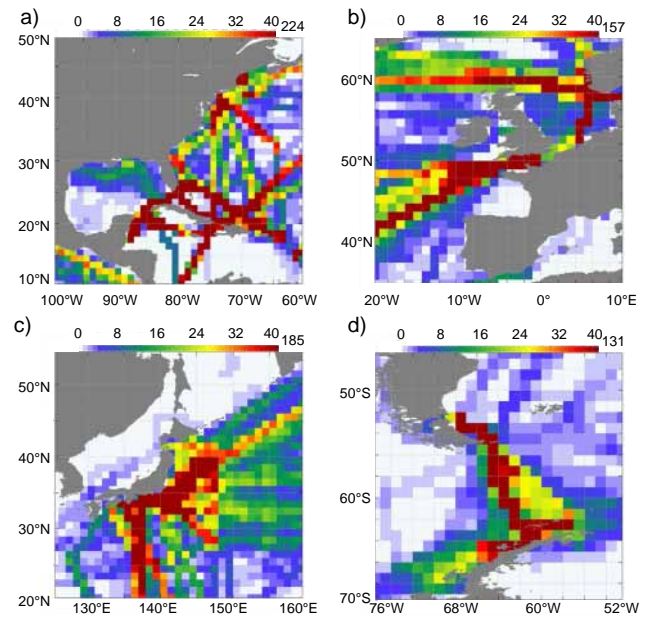 a)
0 8 16 24 32 40 224
50°N
40°N
30°N
20°N
10°N
100°W 90°W 80°W 70°W 60°W
b)
0 8 16 24 32 40 157
60°N
50°N
40°N
20°W 10°W 0° 10°E
c)
0 8 16 24 32 40 185
50°N
40°N
30°N
20°N
130°E 140°E 150°E 160°E
d)
0 8 16 24 32 40 131
50°S
60°S
70°S
76°W 68°W 60°W 52°W